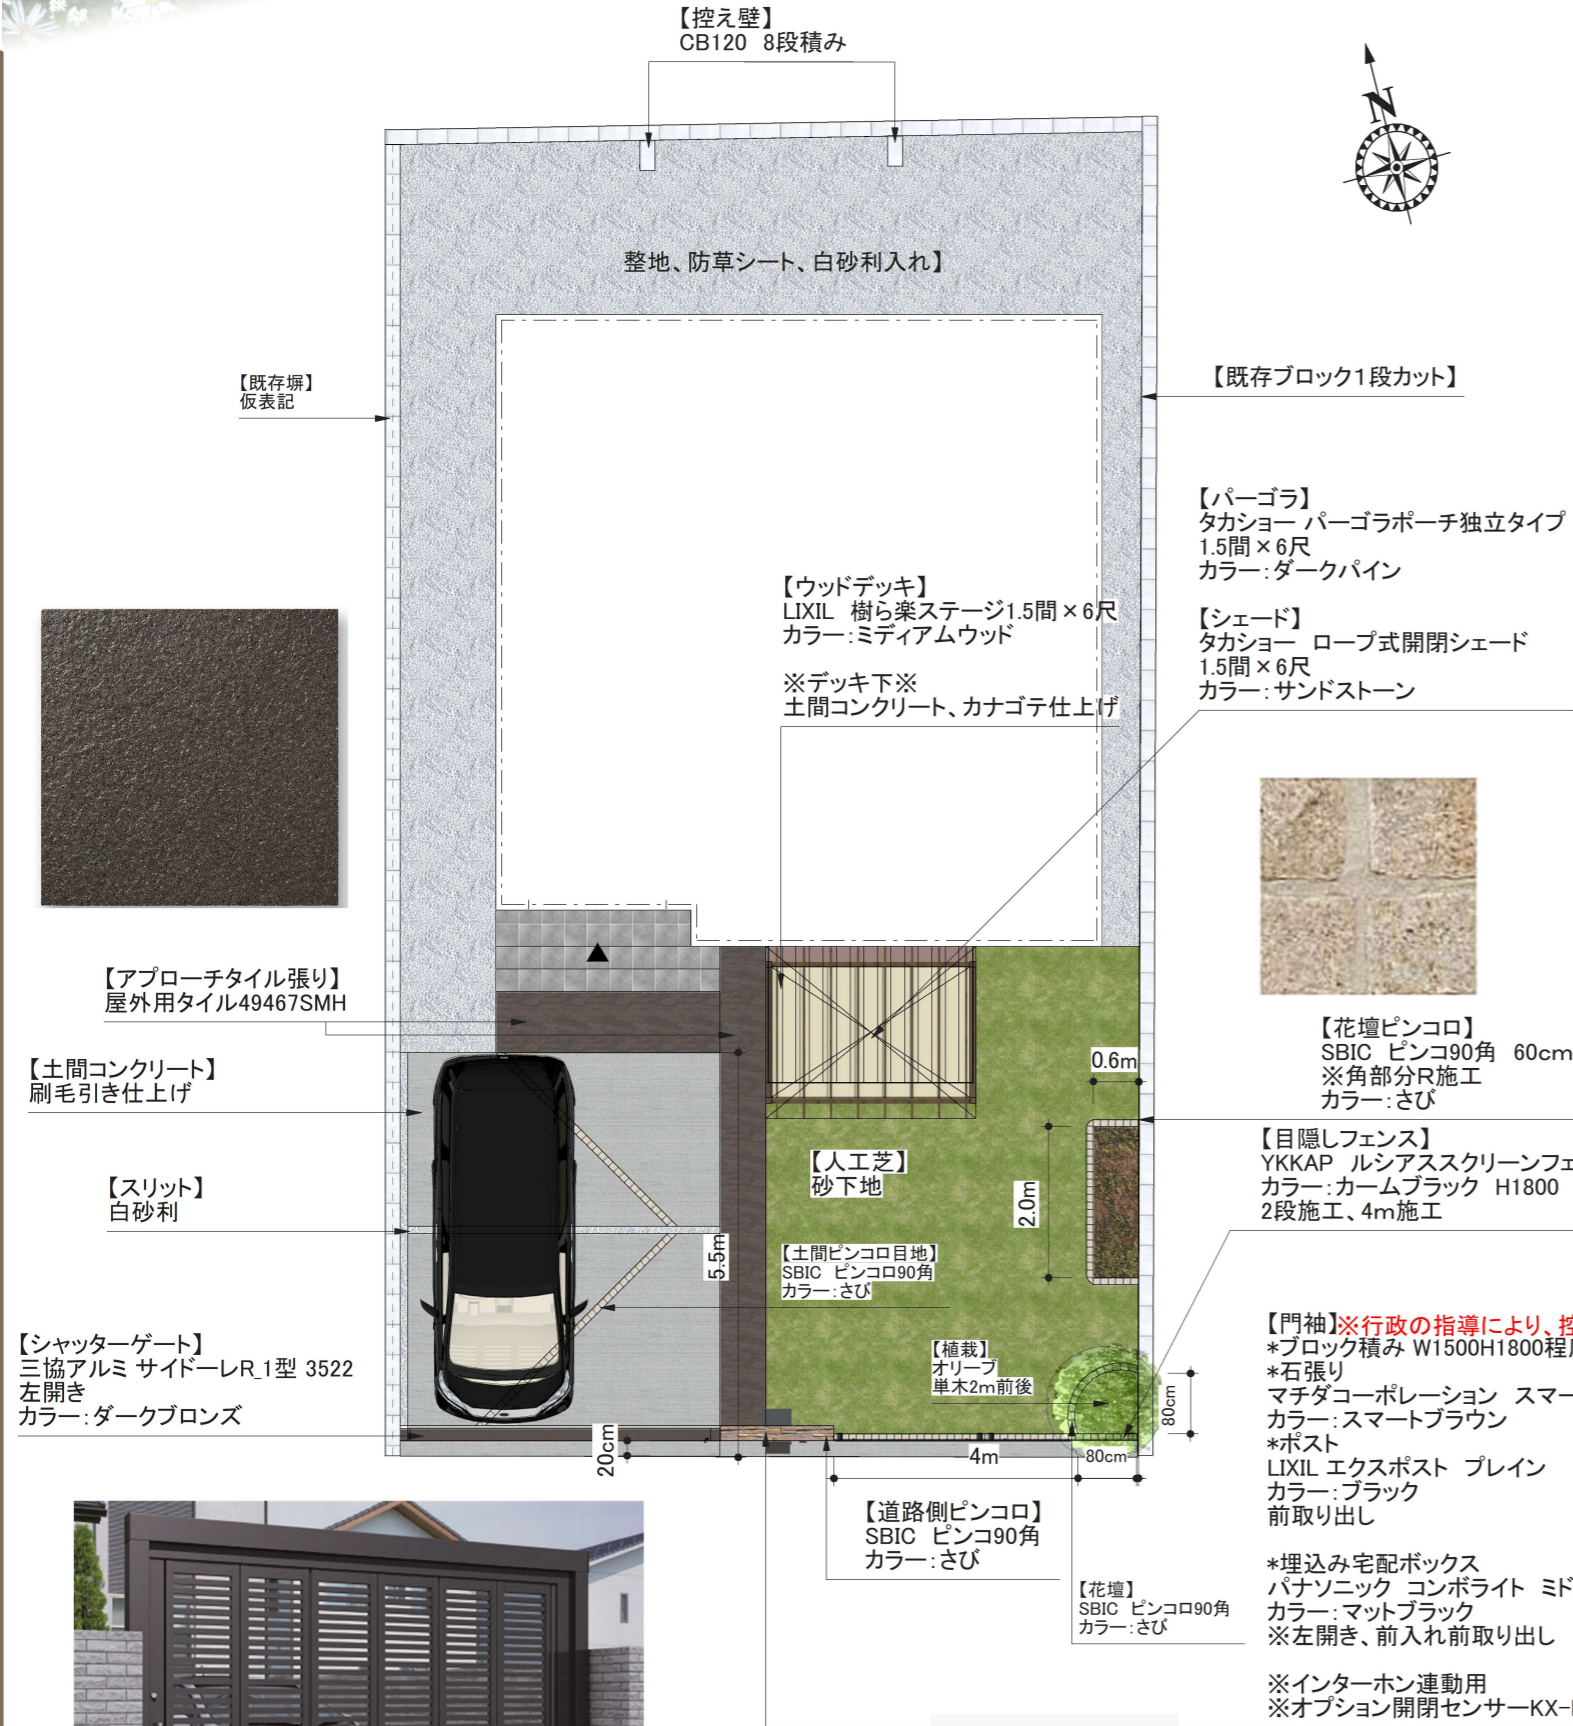 【控え壁】
CB120 8段積み
N
整地、防草シート、白砂利入れ】
【既存塀】
仮表記
【既存ブロック1段カット】
【パーゴラ】
タカショー パーゴラポーチ独立タイプ
1.5間×6尺
カラー：ダークパイン
【シェード】
タカショー ロープ式開閉シェード
1.5間×6尺
カラー：サンドストーン
【ウッドデッキ】
LIXIL 樹ら楽ステージ1.5間×6尺
カラー：ミディアムウッド
※デッキ下※
土間コンクリート、カナゴテ仕上げ
【アプローチタイル張り】
屋外用タイル49467SMH
【土間コンクリート】
刷毛引き仕上げ
【スリット】
白砂利
【シャッターゲート】
三協アルミ サイドーレR_1型 3522
左開き
カラー：ダークブロンズ
【花壇ピンコロ】
SBIC ピンコ90角 60cm
※角部分R施工
カラー：さび
0.6m
【目隠しフェンス】
YKKAP ルシアススクリーンフェ
カラー：カームブラック H1800
2段施工、4m施工
【人工芝】
砂下地
2.0m
5.5m
【土間ピンコロ目地】
SBIC ピンコロ90角
カラー：さび
【植栽】
オリーブ
単木2m前後
80cm
20cm
4m
80cm
【道路側ピンコロ】
SBIC ピンコ90角
カラー：さび
【花壇】
SBIC ピンコロ90角
カラー：さび
【門袖】※行政の指導により、控
*ブロック積み W1500H1800程
*石張り
マチダコーポレーション スマー
カラー：スマートブラウン
*ポスト
LIXIL エクスポスト プレイン
カラー：ブラック
前取り出し
*埋込み宅配ボックス
パナソニック コンボライト ミド
カラー：マットブラック
※左開き、前入れ前取り出し
※インターホン連動用
※オプション開閉センサーKX-